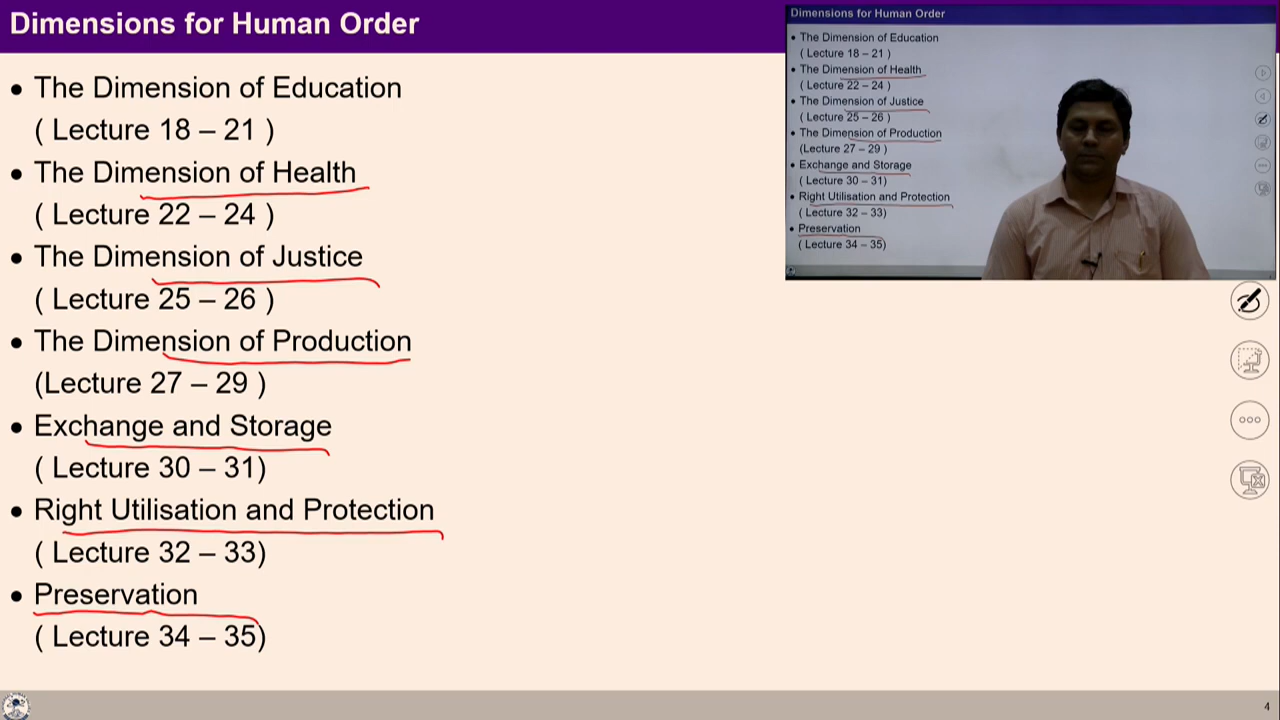 Dimensions for Human Order
• The Dimension of Education
( Lecture 18 – 21 )
• The Dimension of Health
( Lecture 22 – 24 )
• The Dimension of Justice
( Lecture 25 – 26 )
• The Dimension of Production
(Lecture 27 – 29 )
• Exchange and Storage
( Lecture 30 – 31)
• Right Utilisation and Protection
( Lecture 32 – 33)
• Preservation
( Lecture 34 – 35)
Dimensions for Human Order
• The Dimension of Education
( Lecture 18 – 21 )
• The Dimension of Health
( Lecture 22 – 24 )
• The Dimension of Justice
( Lecture 25 – 26 )
• The Dimension of Production
(Lecture 27 – 29 )
• Exchange and Storage
( Lecture 30 – 31)
• Right Utilisation and Protection
( Lecture 32 – 33)
• Preservation
( Lecture 34 – 35)
4